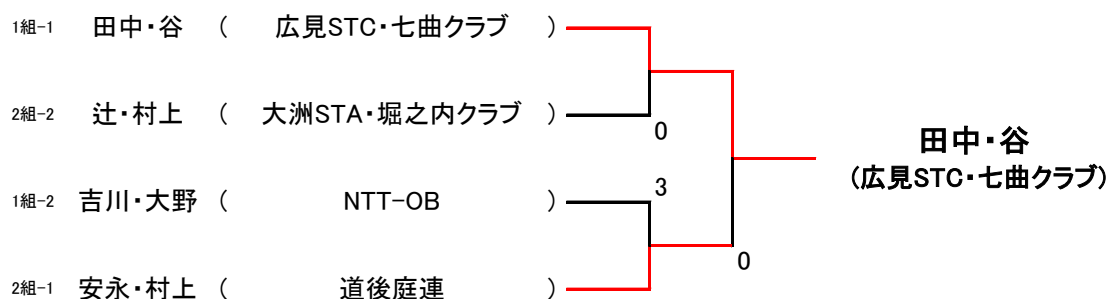 1組-1 田中・谷 ( 広見STC・七曲クラブ )
2組-2 辻・村上 ( 大洲STA・堀之内クラブ )
0
田中・谷
(広見STC・七曲クラブ)
3
1組-2 吉川・大野 ( NTT-OB )
0
2組-1 安永・村上 ( 道後庭連 )